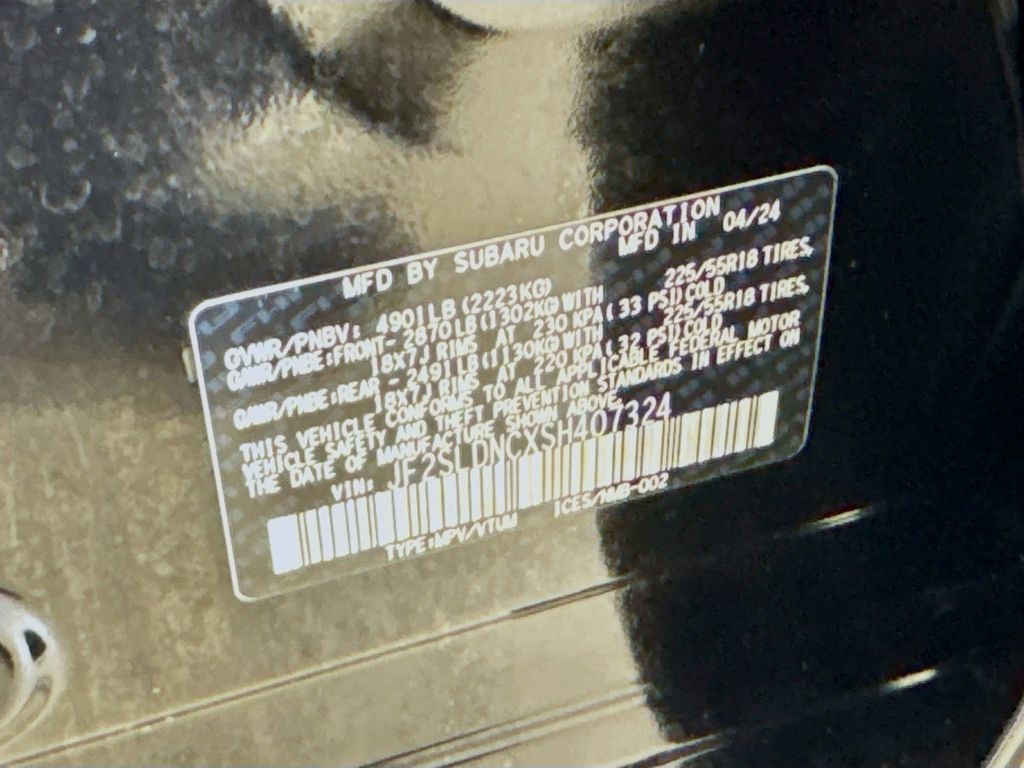 MFD BY SUBARU CORPORATION
MFD IN 04/24
GVWR/PNBV: 4901LB(2223KG)
GAWR/PNBE:FRONT-2870LB(1302KG)WITH 225/55R18 TIRES,
18X7J RIMS AT 230 KPA(33 PSI)COLD
GAWR/PNBE:REAR -2491LB(1130KG)WITH 225/55R18 TIRES,
18X7J RIMS AT 220 KPA(32 PSI)COLD
THIS VEHICLE CONFORMS TO ALL APPLICABLE FEDERAL MOTOR
VEHICLE SAFETY AND THEFT PREVENTION STANDARDS IN EFFECT ON
THE DATE OF MANUFACTURE SHOWN ABOVE.
VIN: JF2SLDNCXSH407324
TYPE:MPV/VTUM ICES/NMB-002